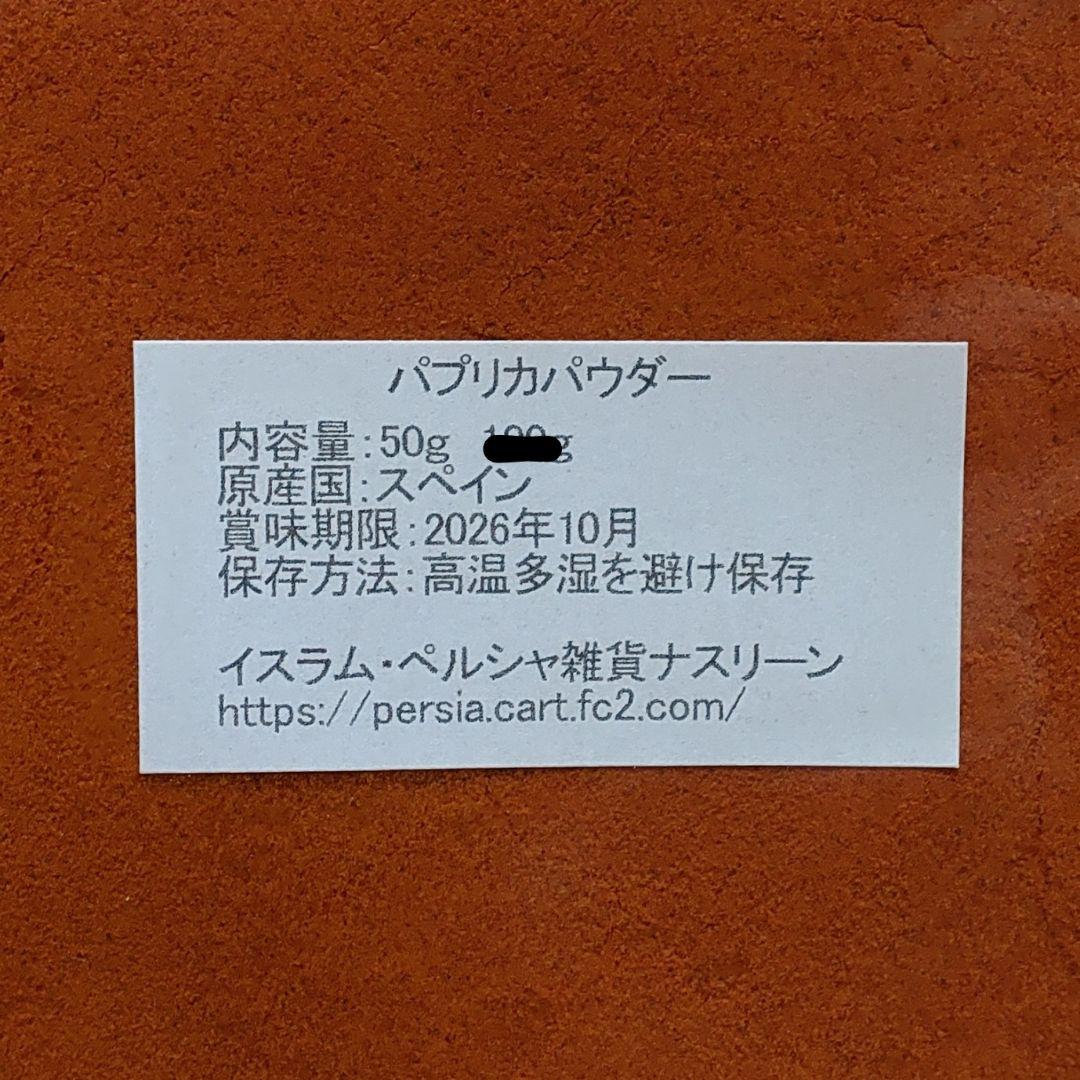 パプリカパウダー
内容量:50g 100g
原産国:スペイン
賞味期限:2026年10月
保存方法:高温多湿を避け保存
イスラム・ペルシャ雑貨ナスリーン
https://persia.cart.fc2.com/